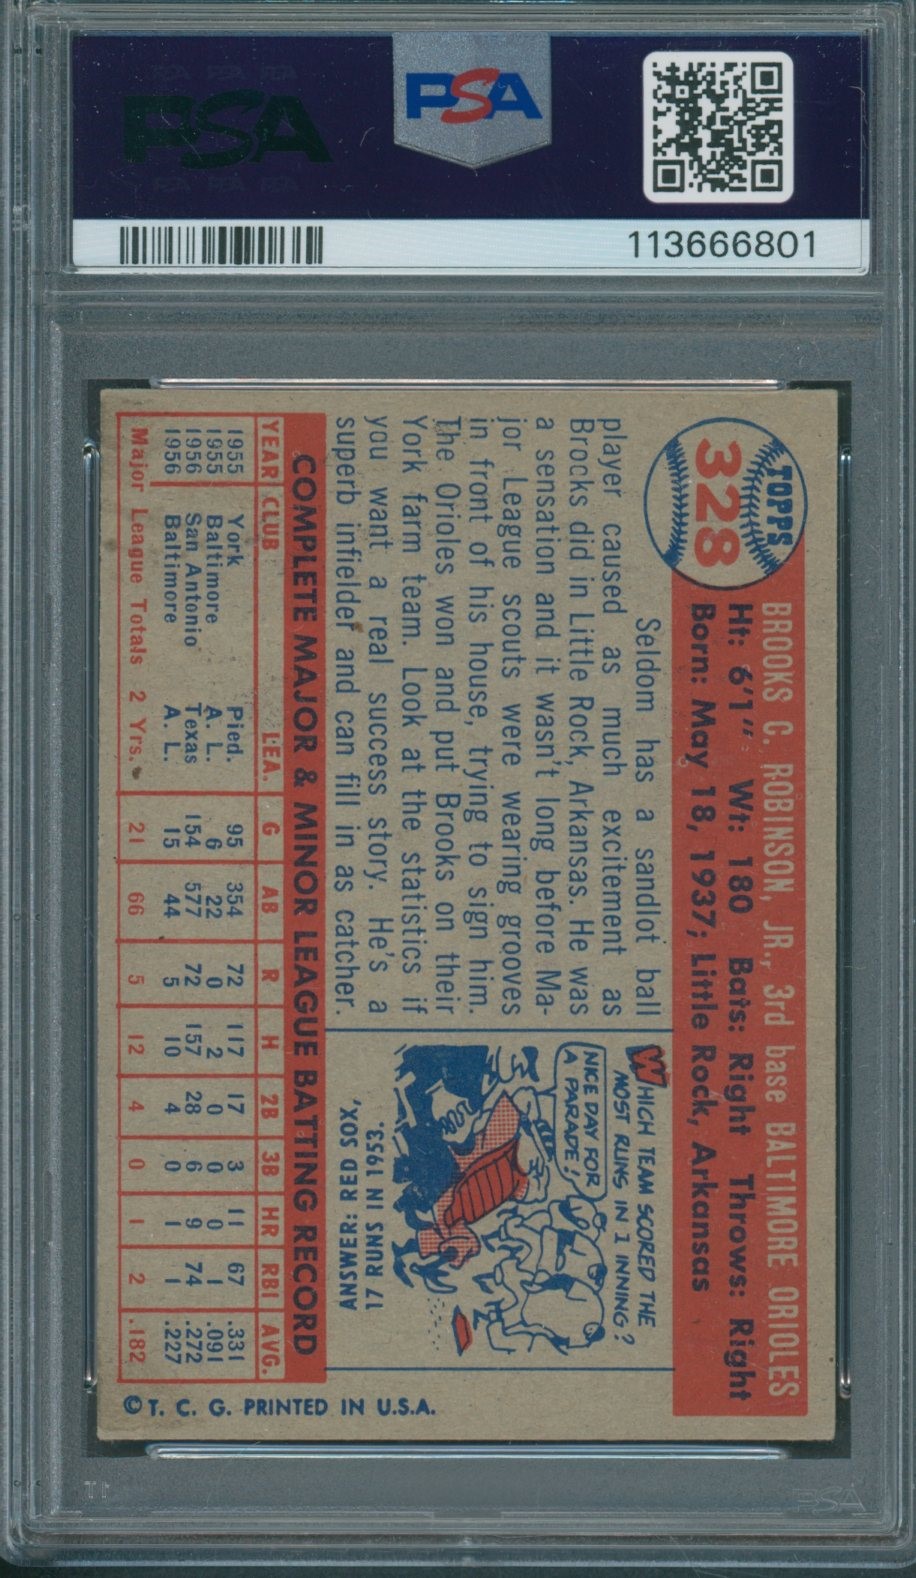 PSA
PSA
113666801
TOPPS
328
BROOKS C. ROBINSON, JR., 3rd base BALTIMORE ORIOLES
Ht: 6'1" Wt: 180 Bats: Right Throws: Right
Born: May 18, 1937; Little Rock, Arkansas
Seldom has a sandlot ball
player caused as much excitement as
Brocks did in Little Rock, Arkansas. He was
a sensation and it wasn't long before Ma-
jor League scouts were wearing grooves
in front of his house, trying to sign him.
The Orioles won and put Brooks on their
York farm team. Look at the statistics if
you want a real success story. He's a
superb infielder and can fill in as catcher.
WHICH TEAM SCORED THE
MOST RUNS IN 1 INNING?
NICE DAY FOR
A PARADE!
17 RUNS IN 1953.
ANSWER: RED SOX,
COMPLETE MAJOR & MINOR LEAGUE BATTING RECORD
YEAR CLUB LEA. G AB R H 2B 3B HR RBI AVG.
1955 York Pied. 95 354 72 117 17 3 11 67 .331
1955 Baltimore A. L. 6 22 0 2 0 0 0 1 .091
1956 San Antonio Texas 154 577 72 157 28 6 9 74 .272
1956 Baltimore A. L. 15 44 5 10 4 0 1 1 .227
Major League Totals 2 Yrs. 21 66 5 12 4 0 1 2 .182
© T. C. G. PRINTED IN U.S.A.
PSA